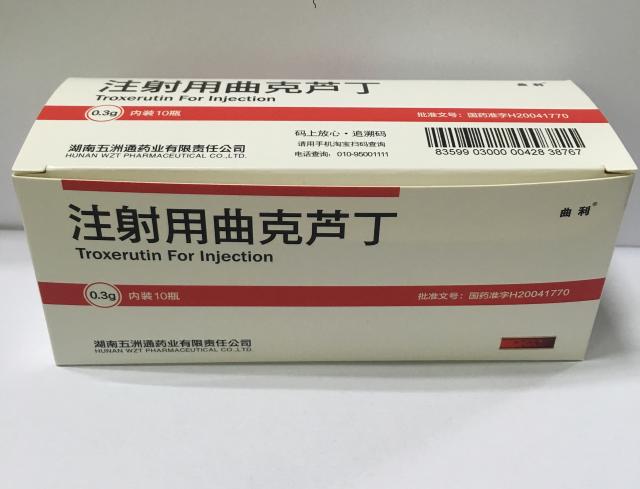 注射用曲克芦丁
曲利
Troxerutin For Injection
0.3g 内装10瓶
批准文号：国药准字H20041770
码上放心·追溯码
请用手机淘宝扫码查询
电话查询：010-95001111
83599 03000 00428 38767
湖南五洲通药业有限责任公司
HUNAN WZT PHARMACEUTICAL CO.,LTD.
注射用曲克芦丁
曲利®
Troxerutin For Injection
0.3g 内装10瓶
批准文号：国药准字H20041770
湖南五洲通药业有限责任公司
HUNAN WZT PHARMACEUTICAL CO.,LTD.